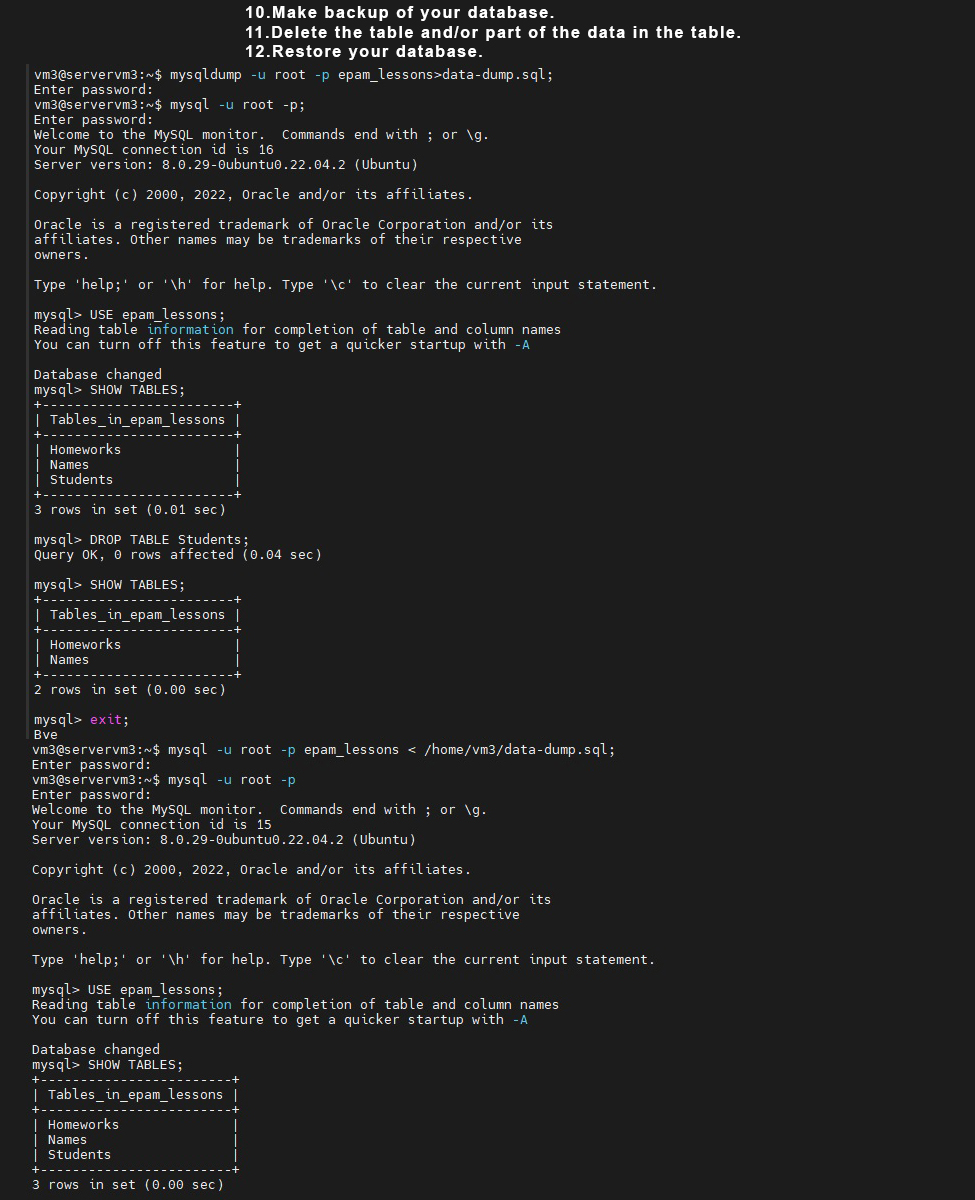 10.Make backup of your database.
11.Delete the table and/or part of the data in the table.
12.Restore your database.
vm3@servervm3:~$ mysqldump -u root -p epam_lessons>data-dump.sql;
Enter password:
vm3@servervm3:~$ mysql -u root -p;
Enter password:
Welcome to the MySQL monitor.  Commands end with ; or \g.
Your MySQL connection id is 16
Server version: 8.0.29-0ubuntu0.22.04.2 (Ubuntu)

Copyright (c) 2000, 2022, Oracle and/or its affiliates.

Oracle is a registered trademark of Oracle Corporation and/or its
affiliates. Other names may be trademarks of their respective
owners.

Type 'help;' or '\h' for help. Type '\c' to clear the current input statement.

mysql> USE epam_lessons;
Reading table information for completion of table and column names
You can turn off this feature to get a quicker startup with -A

Database changed
mysql> SHOW TABLES;
+------------------------+
| Tables_in_epam_lessons |
+------------------------+
| Homeworks              |
| Names                  |
| Students               |
+------------------------+
3 rows in set (0.01 sec)

mysql> DROP TABLE Students;
Query OK, 0 rows affected (0.04 sec)

mysql> SHOW TABLES;
+------------------------+
| Tables_in_epam_lessons |
+------------------------+
| Homeworks              |
| Names                  |
+------------------------+
2 rows in set (0.00 sec)

mysql> exit;
Bye
vm3@servervm3:~$ mysql -u root -p epam_lessons < /home/vm3/data-dump.sql;
Enter password:
vm3@servervm3:~$ mysql -u root -p
Enter password:
Welcome to the MySQL monitor.  Commands end with ; or \g.
Your MySQL connection id is 15
Server version: 8.0.29-0ubuntu0.22.04.2 (Ubuntu)

Copyright (c) 2000, 2022, Oracle and/or its affiliates.

Oracle is a registered trademark of Oracle Corporation and/or its
affiliates. Other names may be trademarks of their respective
owners.

Type 'help;' or '\h' for help. Type '\c' to clear the current input statement.

mysql> USE epam_lessons;
Reading table information for completion of table and column names
You can turn off this feature to get a quicker startup with -A

Database changed
mysql> SHOW TABLES;
+------------------------+
| Tables_in_epam_lessons |
+------------------------+
| Homeworks              |
| Names                  |
| Students               |
+------------------------+
3 rows in set (0.00 sec)